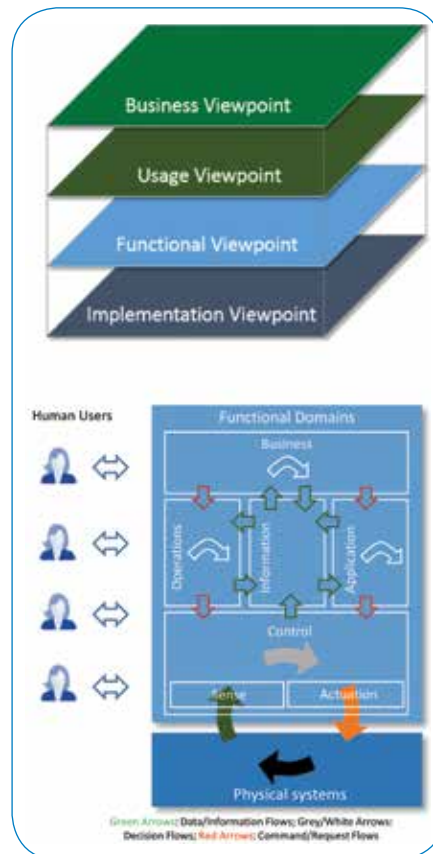 Business Viewpoint
Usage Viewpoint
Functional Viewpoint
Implementation Viewpoint
Human Users
Functional Domains
Business
Operations
Information
Application
Control
Sense
Actuation
Physical systems
Green Arrows: Data/Information Flows; Grey/White Arrows:
Decision Flows; Red Arrows: Command/Request Flows